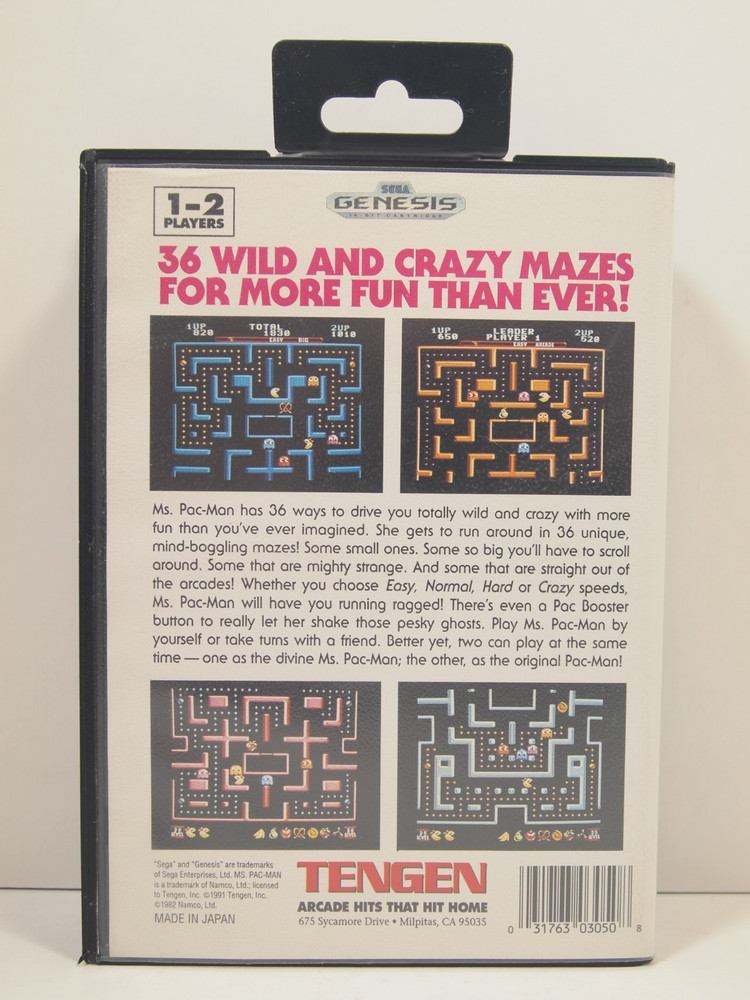 1-2
PLAYERS
SEGA
GENESIS
16-BIT CARTRIDGE
36 WILD AND CRAZY MAZES
FOR MORE FUN THAN EVER!
1UP TOTAL 2UP
820 1830 1010
EASY BIG
1UP LEADER 2UP
650 PLAYER 1 520
EASY ARCADE
Ms. Pac-Man has 36 ways to drive you totally wild and crazy with more
fun than you've ever imagined. She gets to run around in 36 unique,
mind-boggling mazes! Some small ones. Some so big you'll have to scroll
around. Some that are mighty strange. And some that are straight out of
the arcades! Whether you choose Easy, Normal, Hard or Crazy speeds,
Ms. Pac-Man will have you running ragged! There's even a Pac Booster
button to really let her shake those pesky ghosts. Play Ms. Pac-Man by
yourself or take turns with a friend. Better yet, two can play at the same
time — one as the divine Ms. Pac-Man; the other, as the original Pac-Man!
"Sega" and "Genesis" are trademarks
of Sega Enterprises, Ltd. MS. PAC-MAN
is a trademark of Namco, Ltd.; licensed
to Tengen, Inc. ©1991 Tengen, Inc.
©1982 Namco, Ltd.
MADE IN JAPAN
TENGEN
ARCADE HITS THAT HIT HOME
675 Sycamore Drive • Milpitas, CA 95035
0 31763 03050 8